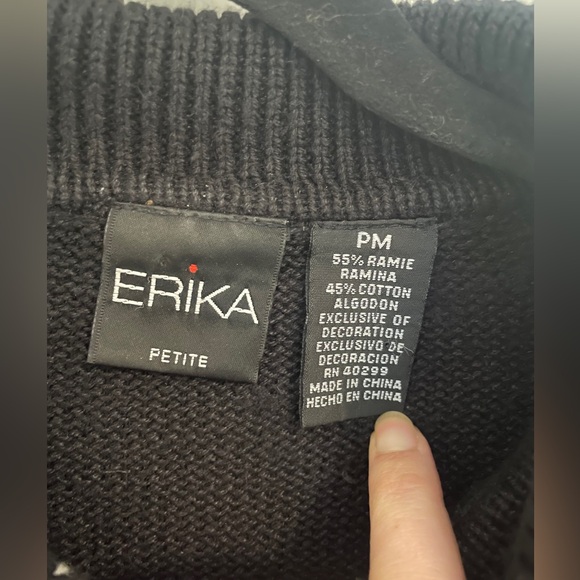 ERiKA
PETITE
PM
55% RAMIE
RAMINA
45% COTTON
ALGODON
EXCLUSIVE OF
DECORATION
EXCLUSIVO DE
DECORACION
RN 40299
MADE IN CHINA
HECHO EN CHINA